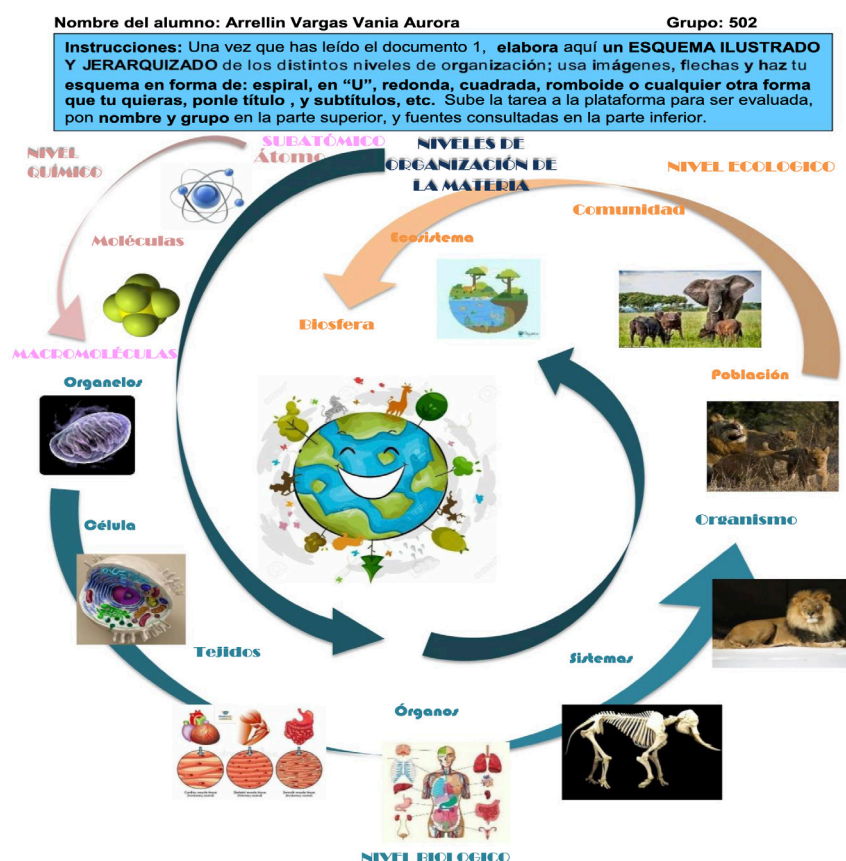 Nombre del alumno: Arrellin Vargas Vania Aurora Grupo: 502
Instrucciones: Una vez que has leído el documento 1, elabora aquí un ESQUEMA ILUSTRADO
Y JERARQUIZADO de los distintos niveles de organización; usa imágenes, flechas y haz tu
esquema en forma de: espiral, en “U”, redonda, cuadrada, romboide o cualquier otra forma
que tu quieras, ponle título , y subtítulos, etc. Sube la tarea a la plataforma para ser evaluada,
pon nombre y grupo en la parte superior, y fuentes consultadas en la parte inferior.
NIVEL
QUÍMICO
SUBATÓMICO
Átomo
NIVELES DE
ORGANIZACIÓN DE
LA MATERIA
NIVEL ECOLOGICO
Comunidad
Moléculas
Ecosistema
Biosfera
MACROMOLÉCULAS
Organelos
Población
Célula
Organismo
Tejidos
Sistemas
Órganos
NIVEL BIOLOGICO